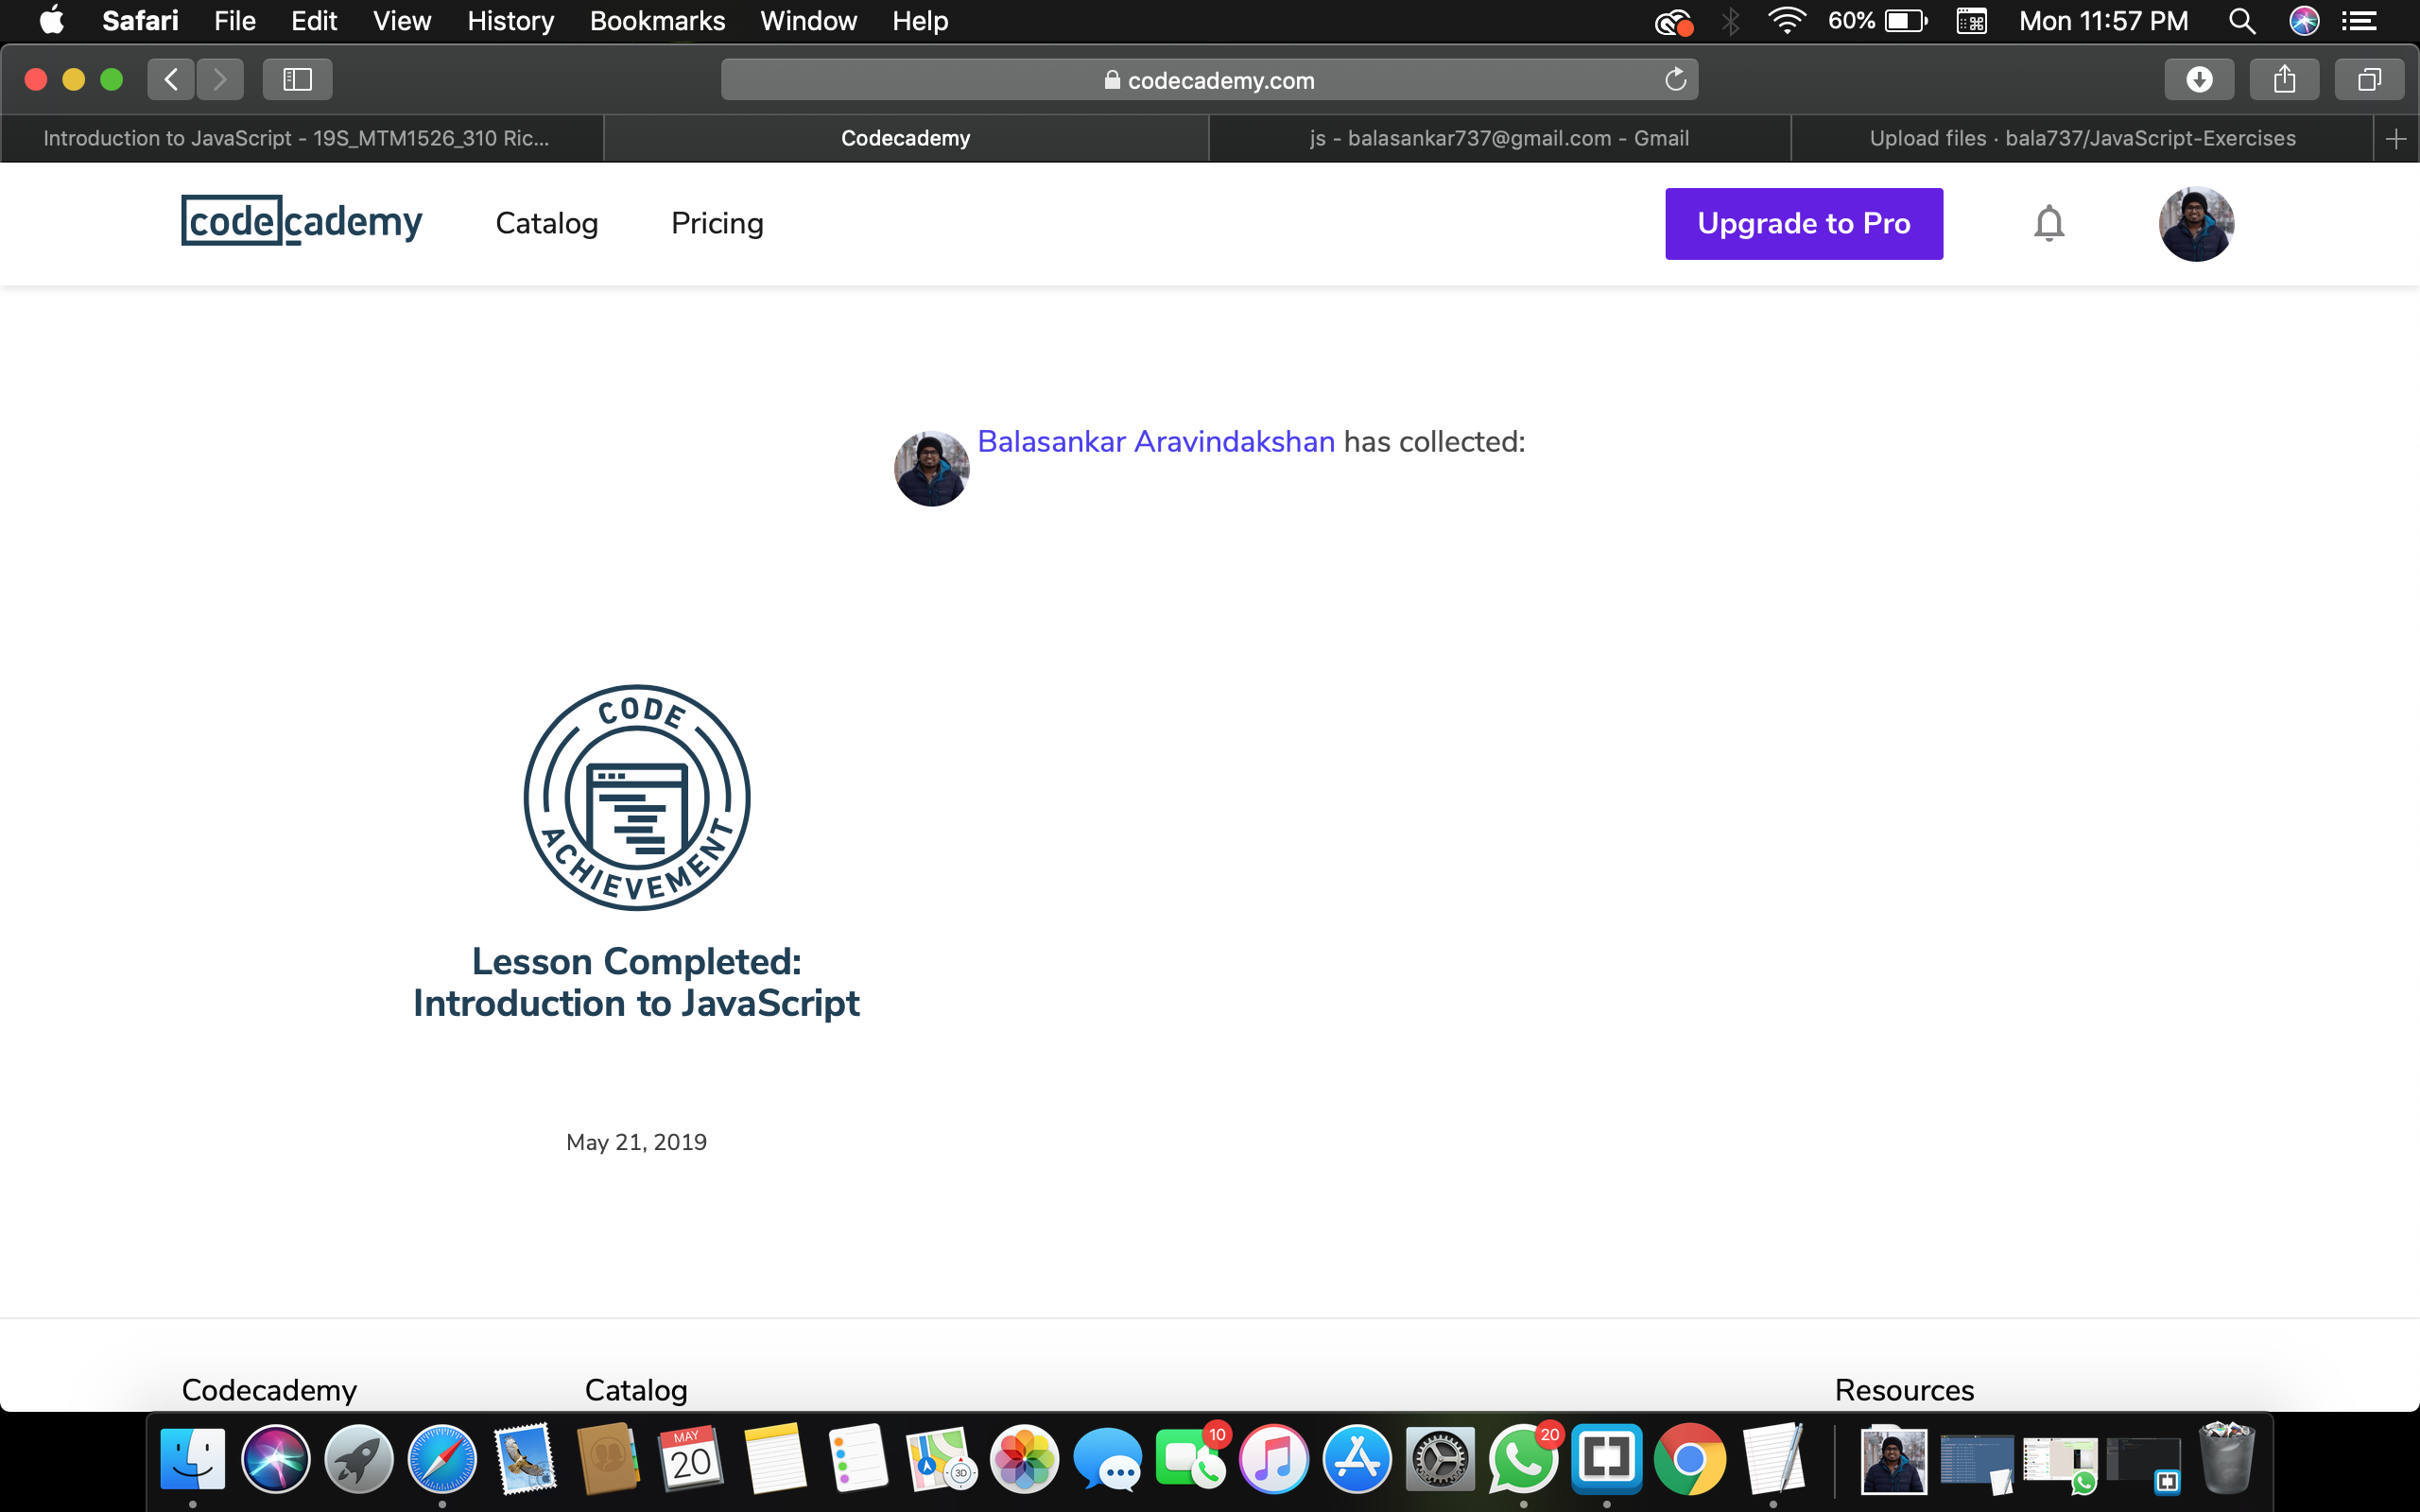 Safari File Edit View History Bookmarks Window Help 60% Mon 11:57 PM
codecademy.com
Introduction to JavaScript - 19S_MTM1526_310 Ric... Codecademy js - balasankar737@gmail.com - Gmail Upload files · bala737/JavaScript-Exercises
codecademy Catalog Pricing Upgrade to Pro
Balasankar Aravindakshan has collected:
CODE
ACHIEVEMENT
Lesson Completed:
Introduction to JavaScript
May 21, 2019
Codecademy Catalog Resources
MAY
20
3D
10
20